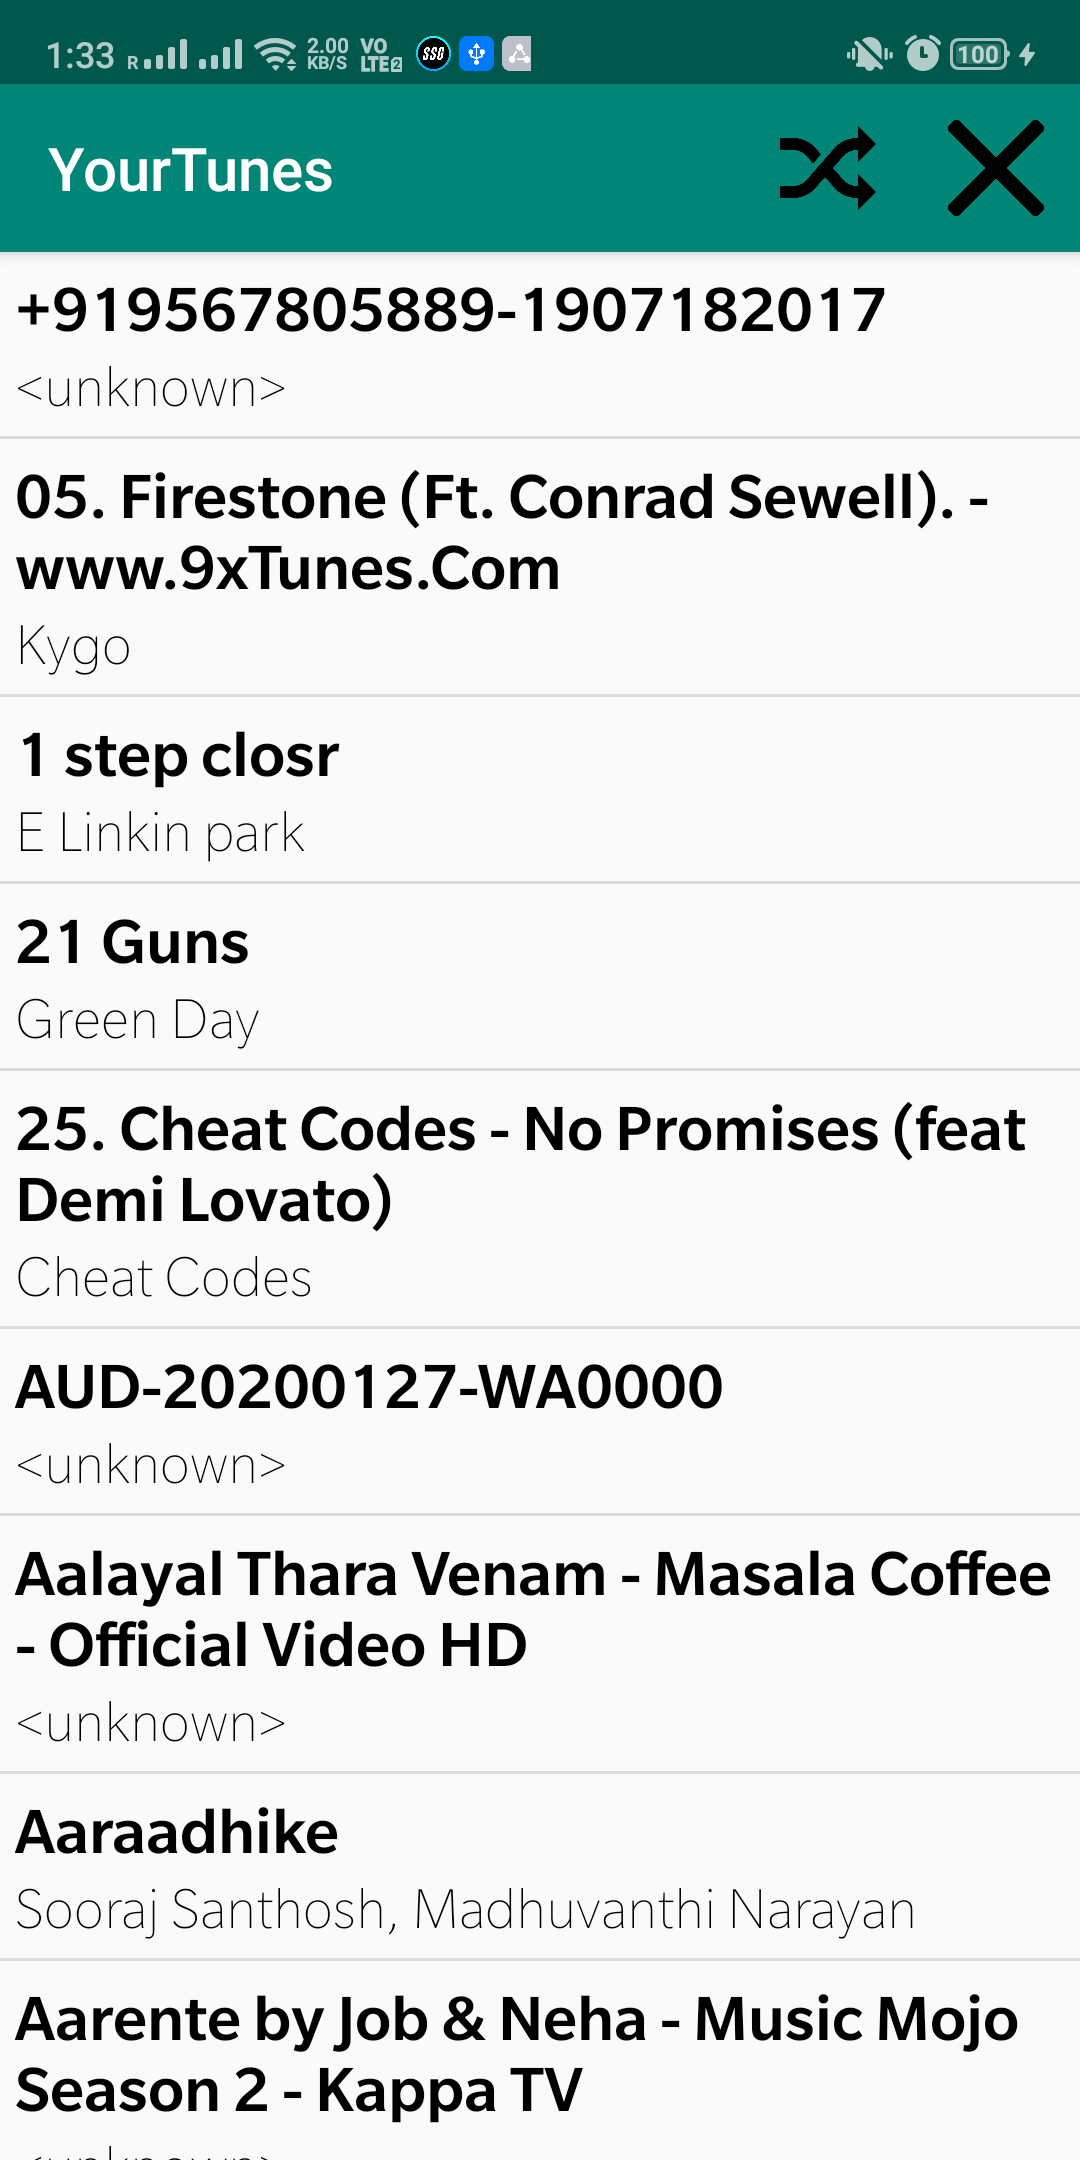 1:33 R 2.00 KB/S VO LTE2 SSG 100
YourTunes
+919567805889-1907182017
<unknown>
05. Firestone (Ft. Conrad Sewell). -
www.9xTunes.Com
Kygo
1 step closr
E Linkin park
21 Guns
Green Day
25. Cheat Codes - No Promises (feat
Demi Lovato)
Cheat Codes
AUD-20200127-WA0000
<unknown>
Aalayal Thara Venam - Masala Coffee
- Official Video HD
<unknown>
Aaraadhike
Sooraj Santhosh, Madhuvanthi Narayan
Aarente by Job & Neha - Music Mojo
Season 2 - Kappa TV
<unknown>